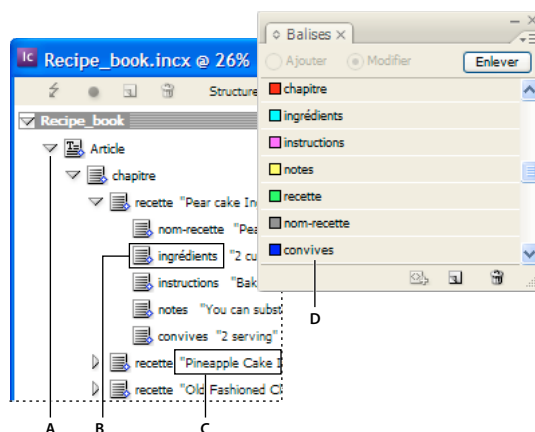 Balises ×
Ajouter Modifier Enlever
chapitre
ingrédients
instructions
notes
recette
nom-recette
convives
D
Ic Recipe_book.incx @ 26%
Structure
Recipe_book
Article
chapitre
recette "Pear cake In
nom-recette "Pea
ingrédients "2 cu
instructions "Bak
notes "You can subst
convives "2 serving"
recette "Pineapple Cake I
recette "Old Fashioned Cl
A B C